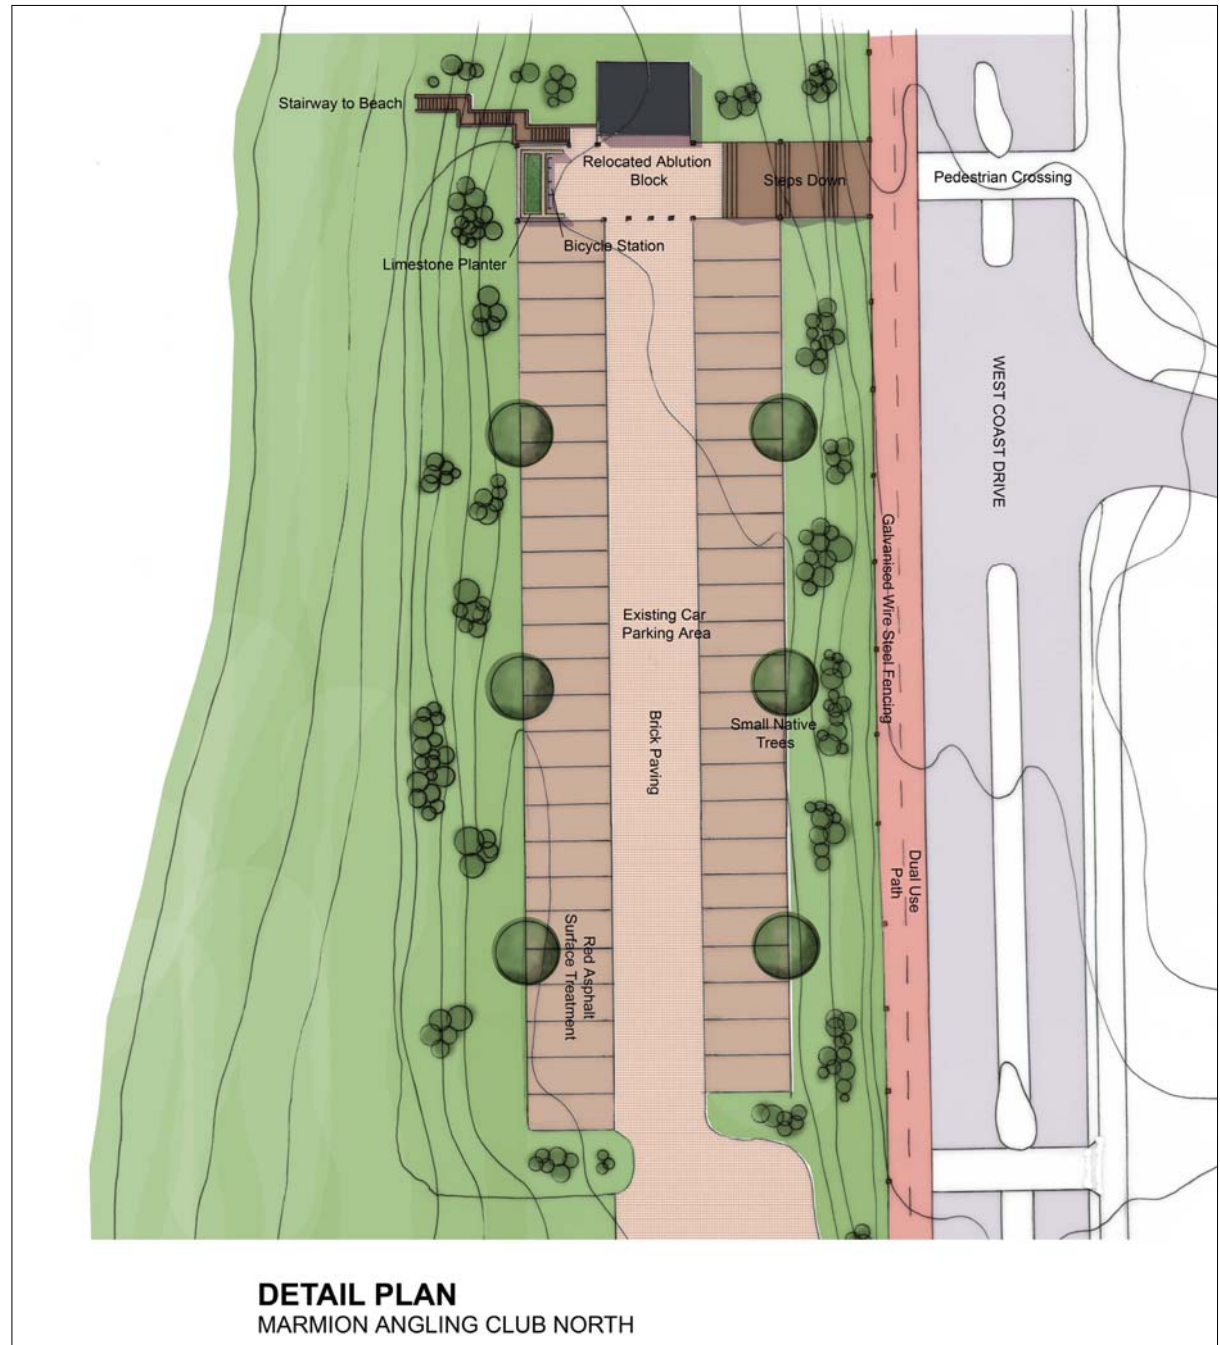 Stairway to Beach
Relocated Ablution
Block
Steps Down
Pedestrian Crossing
Bicycle Station
Limestone Planter
WEST COAST DRIVE
Galvanised Wire Steel Fencing
Existing Car
Parking Area
Brick Paving
Small Native
Trees
Dual Use
Path
Red Asphalt
Surface Treatment
DETAIL PLAN
MARMION ANGLING CLUB NORTH